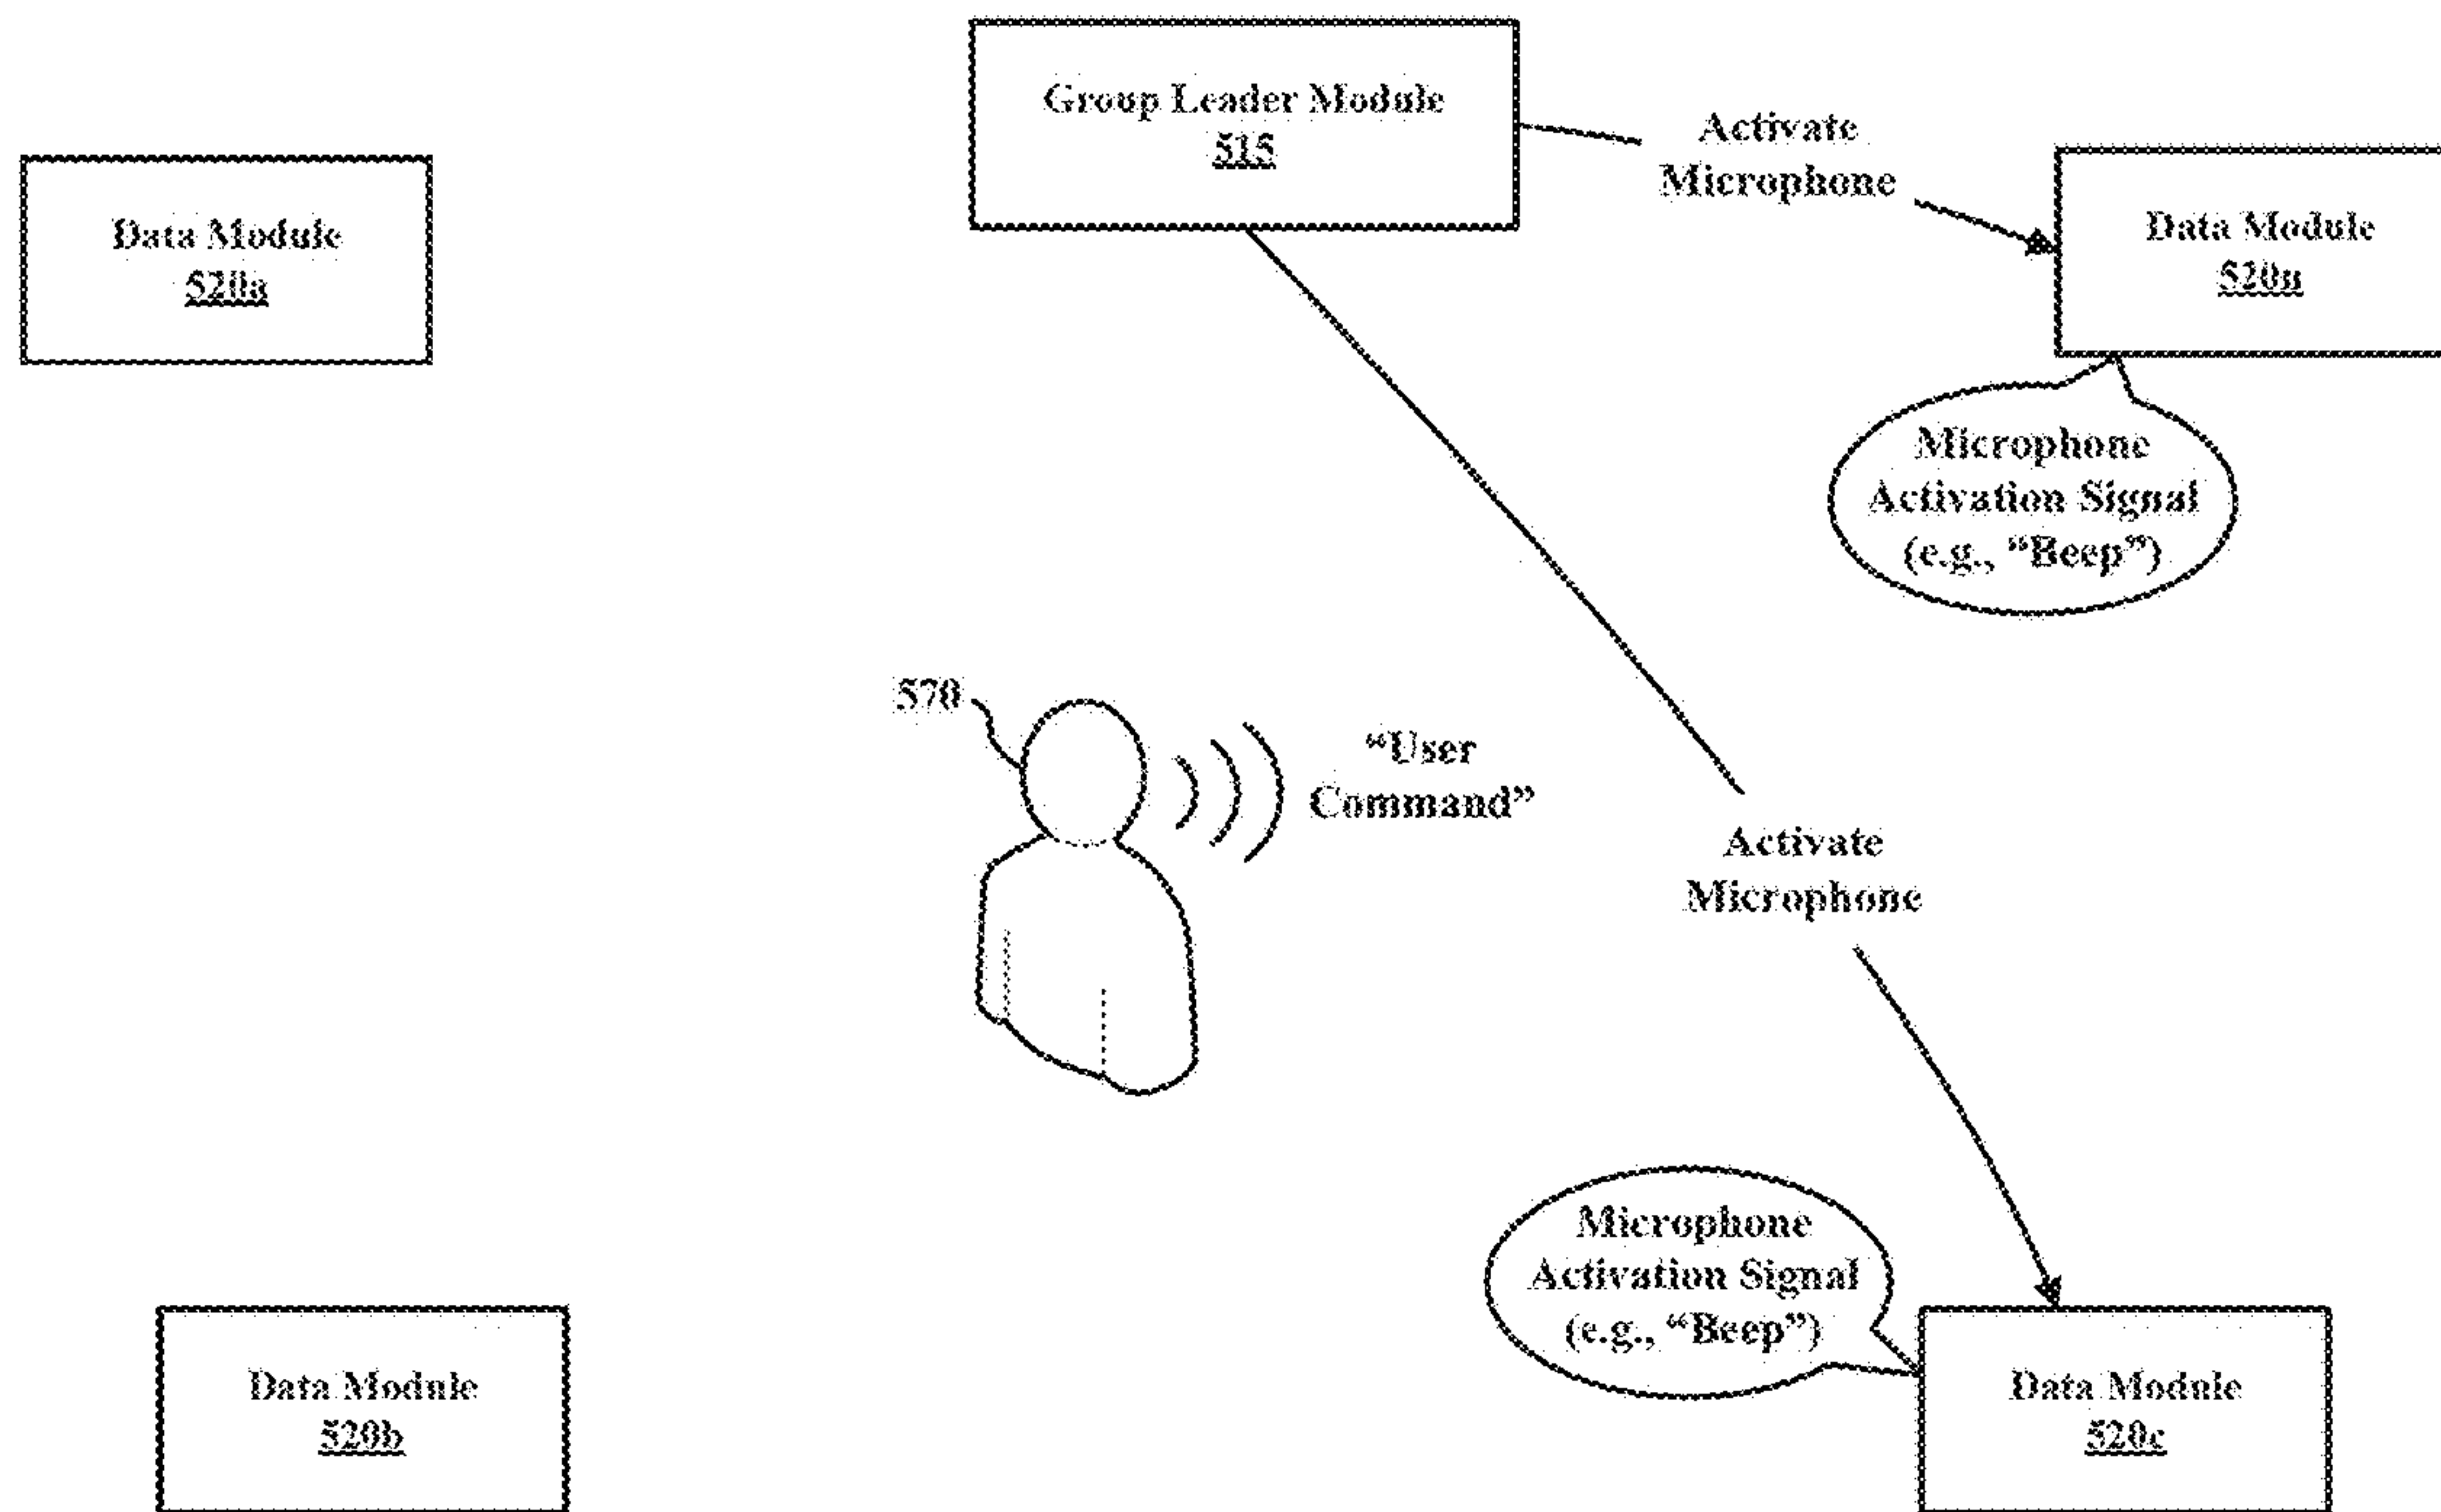 Group Leader Module
515
Activate
Microphone
Data Module
520a
Data Module
520n
Microphone
Activation Signal
(e.g., “Beep”)
570
“User
Command”
Activate
Microphone
Microphone
Activation Signal
(e.g., “Beep”)
Data Module
520b
Data Module
520c